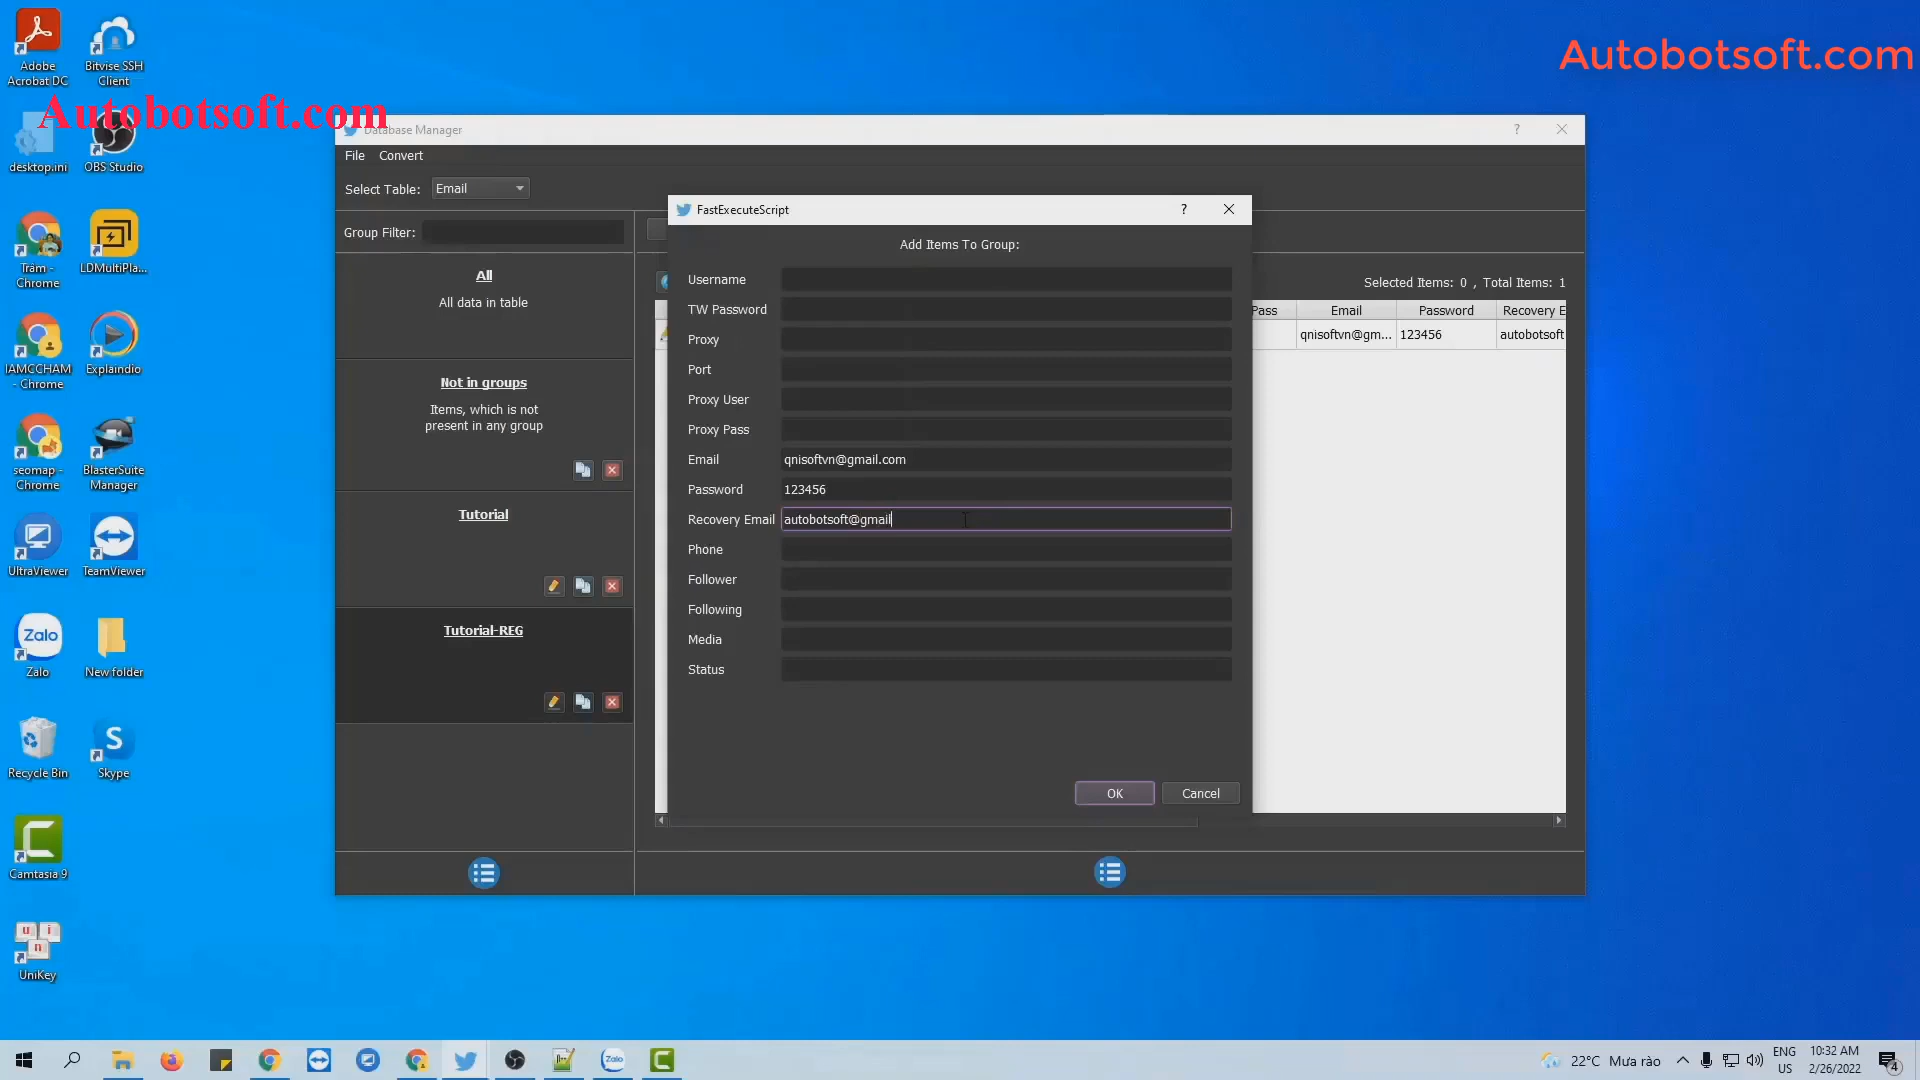 Autobotsoft.com
Autobotsoft.com
Adobe
Acrobat DC
Bitvise SSH
Client
desktop.ini
OBS Studio
Trâm -
Chrome
LDMultiPla...
IAMCCHAM
- Chrome
Explaindio
seomap -
Chrome
BlasterSuite
Manager
UltraViewer
TeamViewer
Zalo
Zalo
New folder
Recycle Bin
S
Skype
Camtasia 9
u i
n
UniKey
Database Manager
?
File Convert
Select Table: Email
Group Filter:
All
All data in table
Not in groups
Items, which is not
present in any group
Tutorial
Tutorial-REG
Selected Items: 0 , Total Items: 1
Pass Email Password Recovery E
qnisoftvn@gm... 123456 autobotsoft
FastExecuteScript
?
Add Items To Group:
Username
TW Password
Proxy
Port
Proxy User
Proxy Pass
Email qnisoftvn@gmail.com
Password 123456
Recovery Email autobotsoft@gmail
Phone
Follower
Following
Media
Status
OK Cancel
Zalo
22°C Mưa rào
ENG
US
10:32 AM
2/26/2022
4